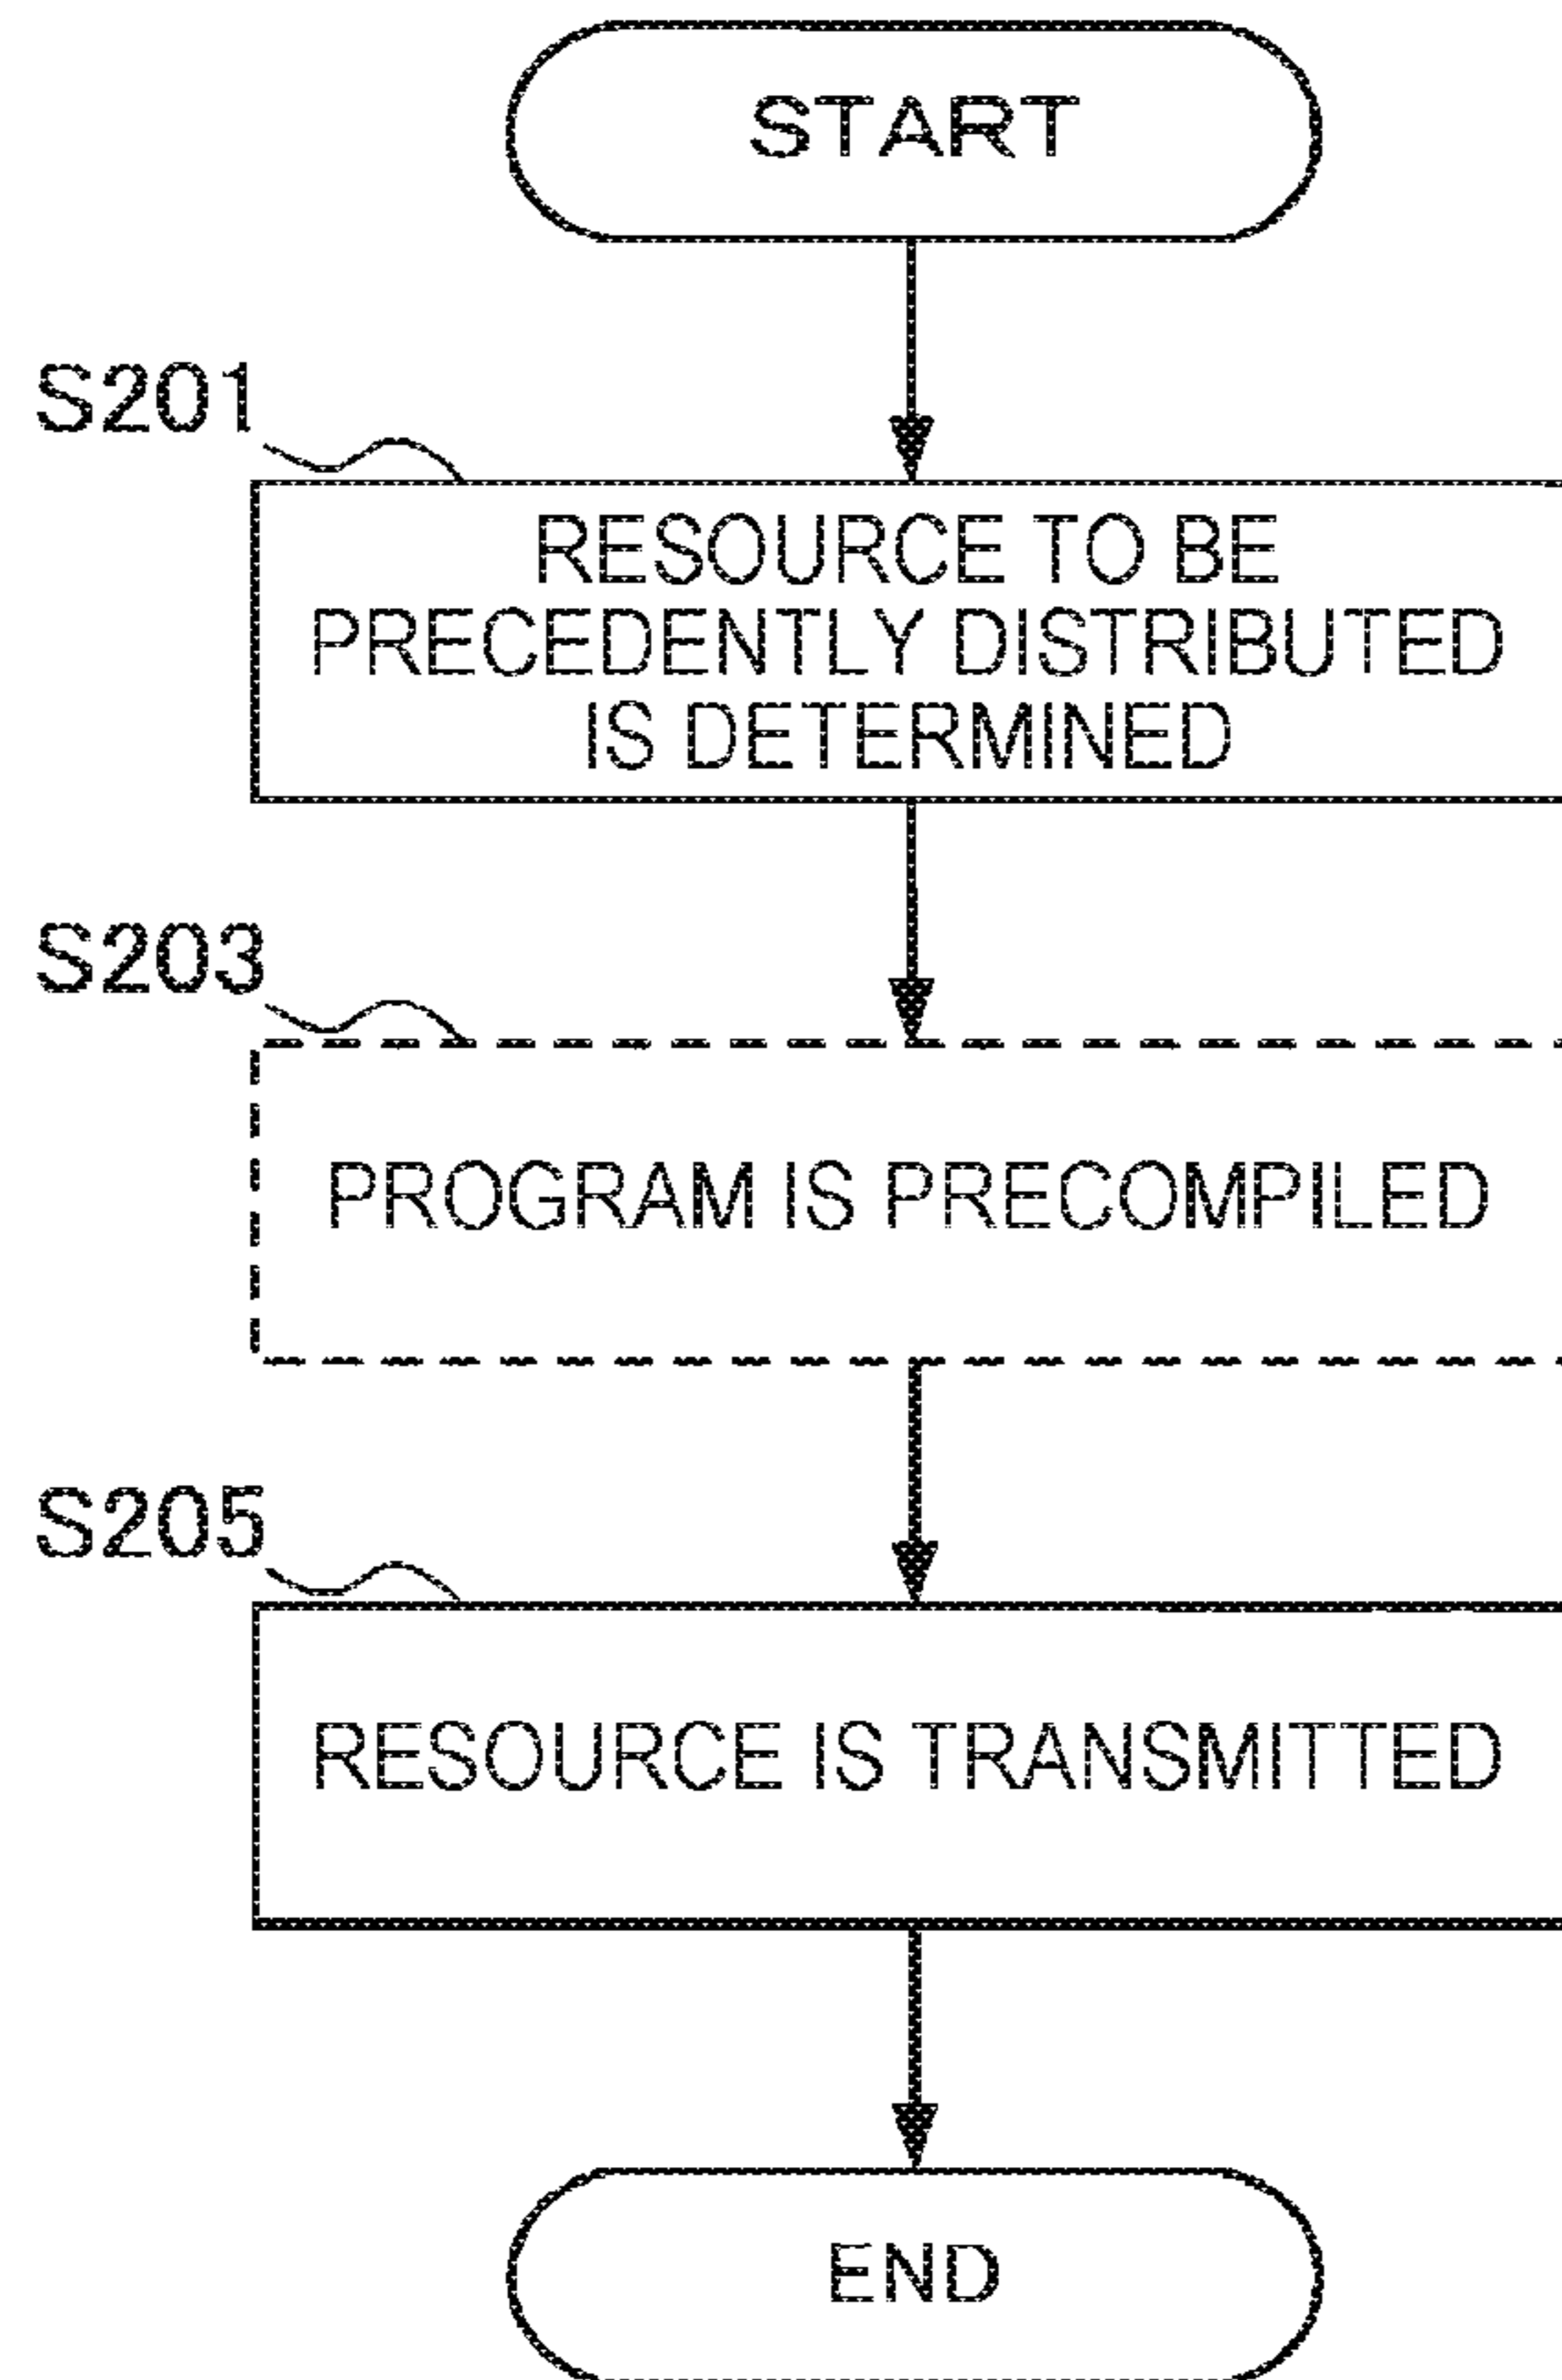 START
S201
RESOURCE TO BE
PRECEDENTLY DISTRIBUTED
IS DETERMINED
S203
PROGRAM IS PRECOMPILED
S205
RESOURCE IS TRANSMITTED
END